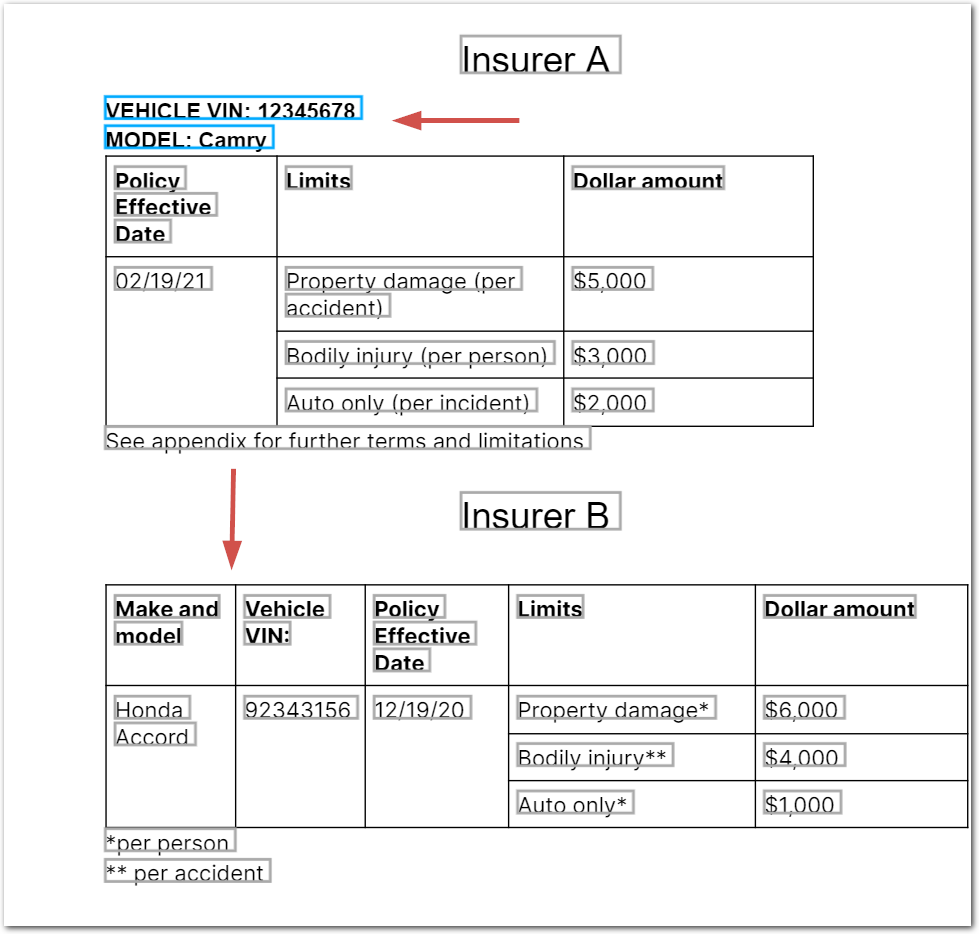 Insurer A
VEHICLE VIN: 12345678
MODEL: Camry
Policy Effective Date Limits Dollar amount
02/19/21 Property damage (per accident) $5,000
Bodily injury (per person) $3,000
Auto only (per incident) $2,000
See appendix for further terms and limitations
Insurer B
Make and model Vehicle VIN: Policy Effective Date Limits Dollar amount
Honda Accord 92343156 12/19/20 Property damage* $6,000
Bodily injury** $4,000
Auto only* $1,000
*per person
** per accident